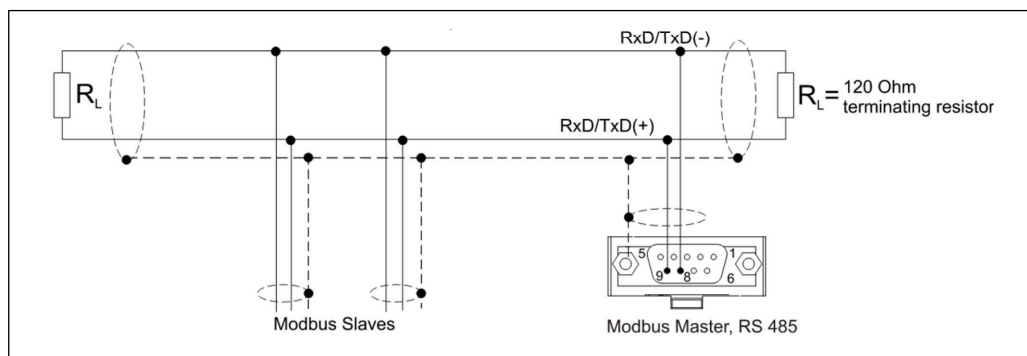 RxD/TxD(-)
R_L
R_L= 120 Ohm
terminating resistor
RxD/TxD(+)
5
1
9
8
6
Modbus Slaves
Modbus Master, RS 485